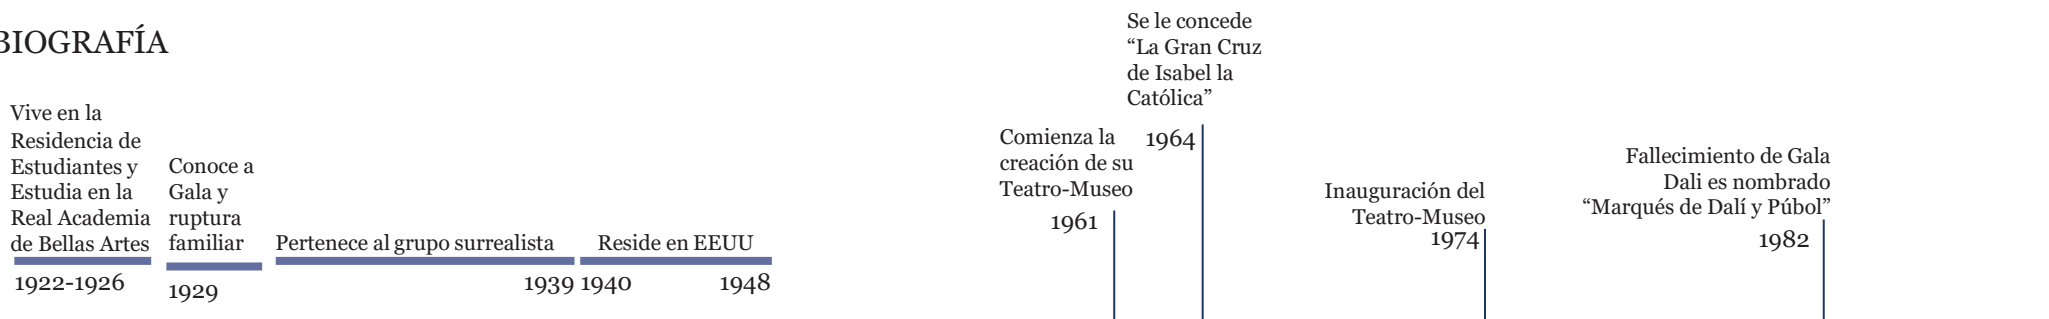 BIOGRAFÍA
Vive en la
Residencia de
Estudiantes y
Estudia en la
Real Academia
de Bellas Artes
1922-1926
Conoce a
Gala y
ruptura
familiar
1929
Pertenece al grupo surrealista
1939
Reside en EEUU
1940
1948
Comienza la
creación de su
Teatro-Museo
1961
Se le concede
“La Gran Cruz
de Isabel la
Católica”
1964
Inauguración del
Teatro-Museo
1974
Fallecimiento de Gala
Dali es nombrado
“Marqués de Dalí y Púbol”
1982